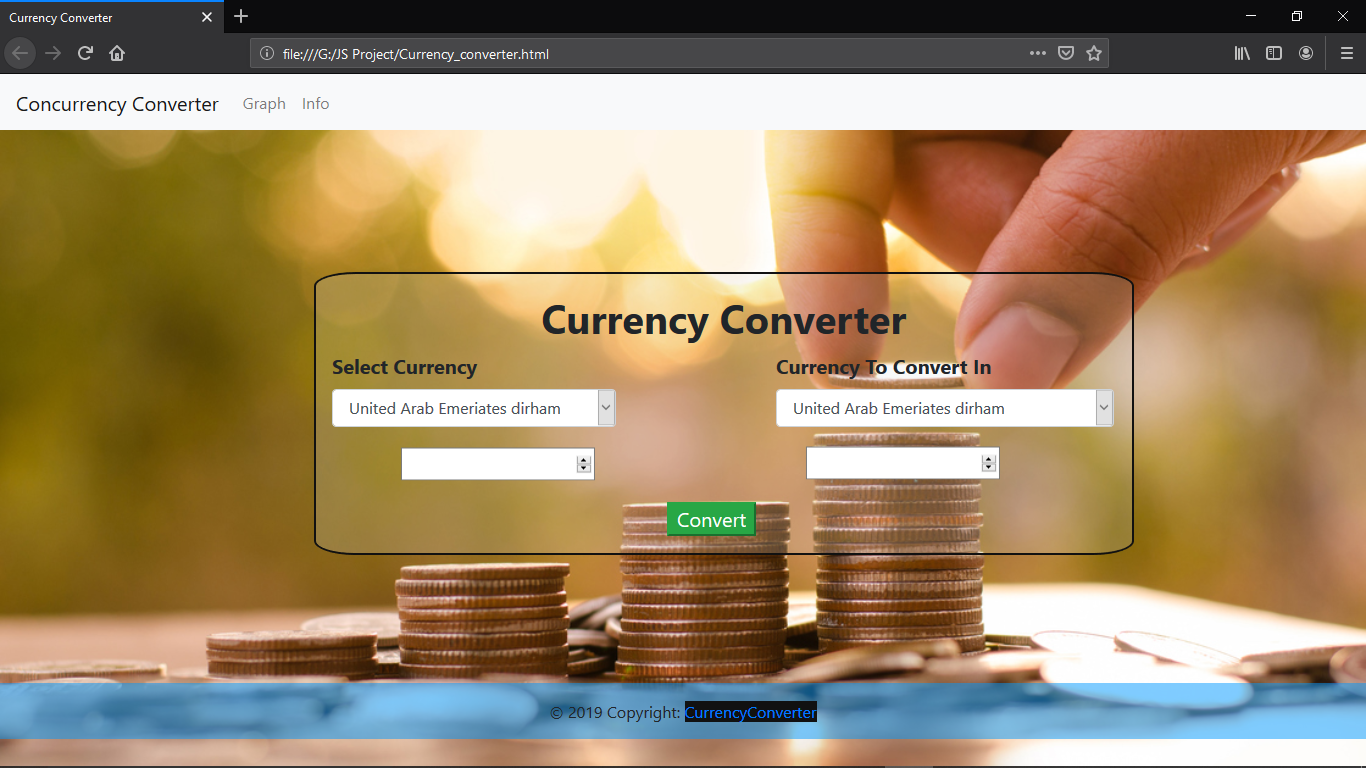 Currency Converter
file:///G:/JS Project/Currency_converter.html
Concurrency Converter Graph Info
Currency Converter
Select Currency Currency To Convert In
United Arab Emeriates dirham United Arab Emeriates dirham
Convert
© 2019 Copyright: CurrencyConverter